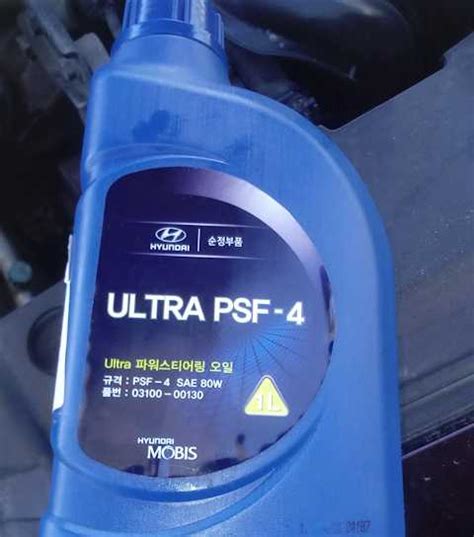 HYUNDAI 순정부품
ULTRA PSF-4
Ultra 파워스티어링 오일
규격 : PSF-4 SAE 80W
품번 : 03100-00130
1L
HYUNDAI
MOBIS